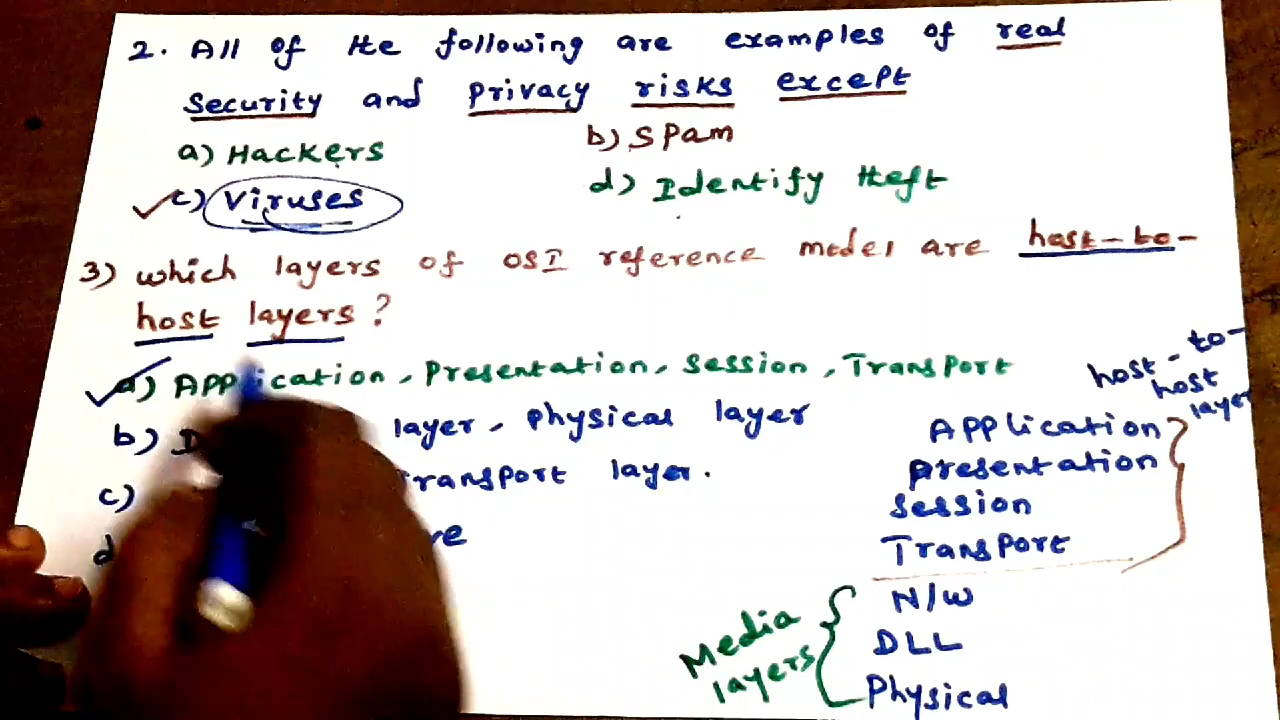 2. All of the following are examples of real
security and privacy risks except
a) Hackers
b) Spam
c) Viruses
d) Identify theft
3) which layers of OSI reference model are host-to-
host layers?
a) Application, Presentation, session, Transport
b) layer, physical layer
c) Transport layer.
d)
host-to-
host
layer
Application
presentation
session
Transport
Media
layers
N/W
DLL
Physical